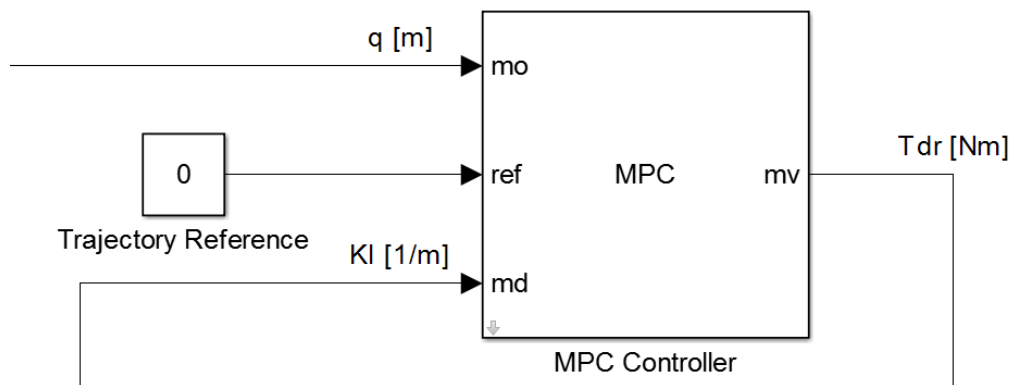 q [m]
mo
Tdr [Nm]
0
ref
MPC
mv
Trajectory Reference
Kl [1/m]
md
MPC Controller